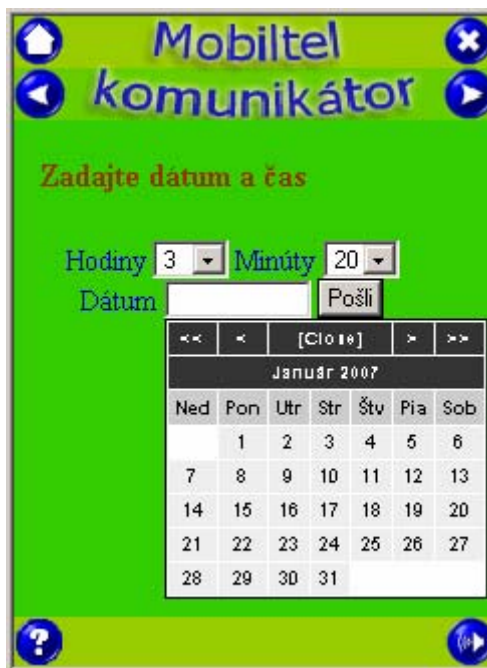 Mobiltel
komunikátor
Zadajte dátum a čas
Hodiny 3 Minúty 20
Dátum Pošli
<< < [Close] > >>
Január 2007
Ned Pon Utr Str Štv Pia Sob
1 2 3 4 5 6
7 8 9 10 11 12 13
14 15 16 17 18 19 20
21 22 23 24 25 26 27
28 29 30 31
?